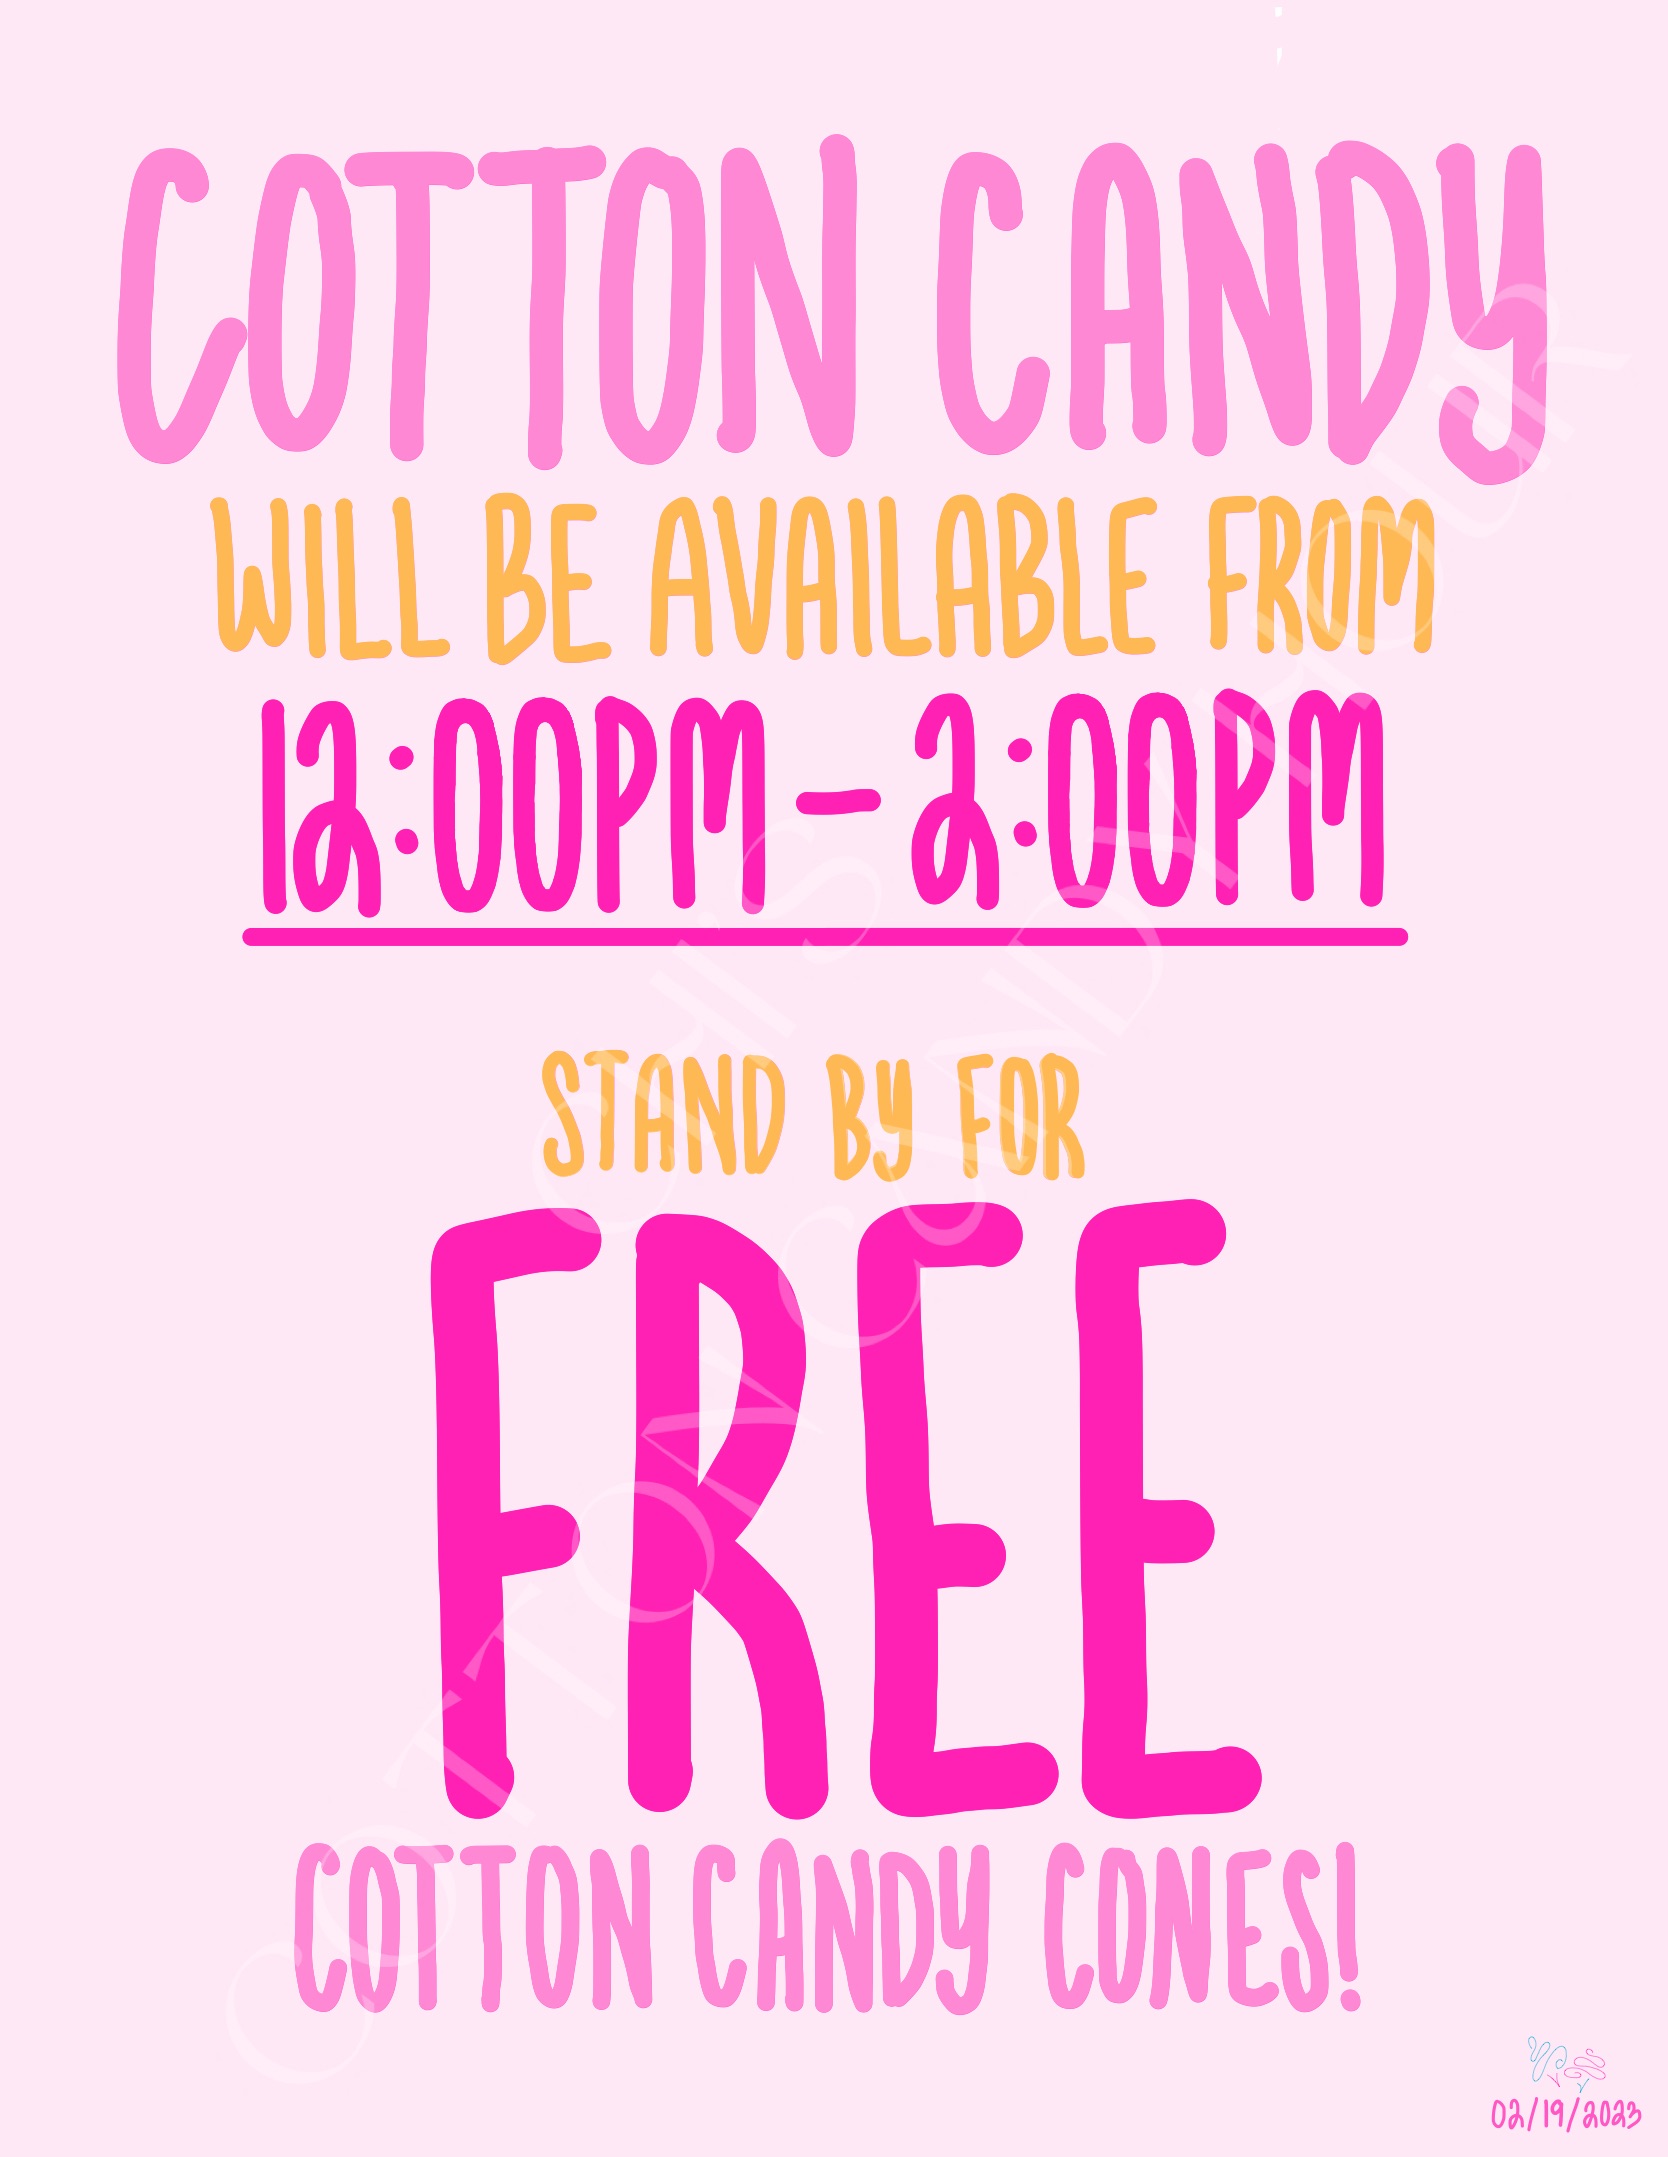 COTTON CANDY
WILL BE AVAILABLE FROM
12:00PM-2:00PM
STAND BY FOR
FREE
COTTON CANDY CONES!
02/19/2023